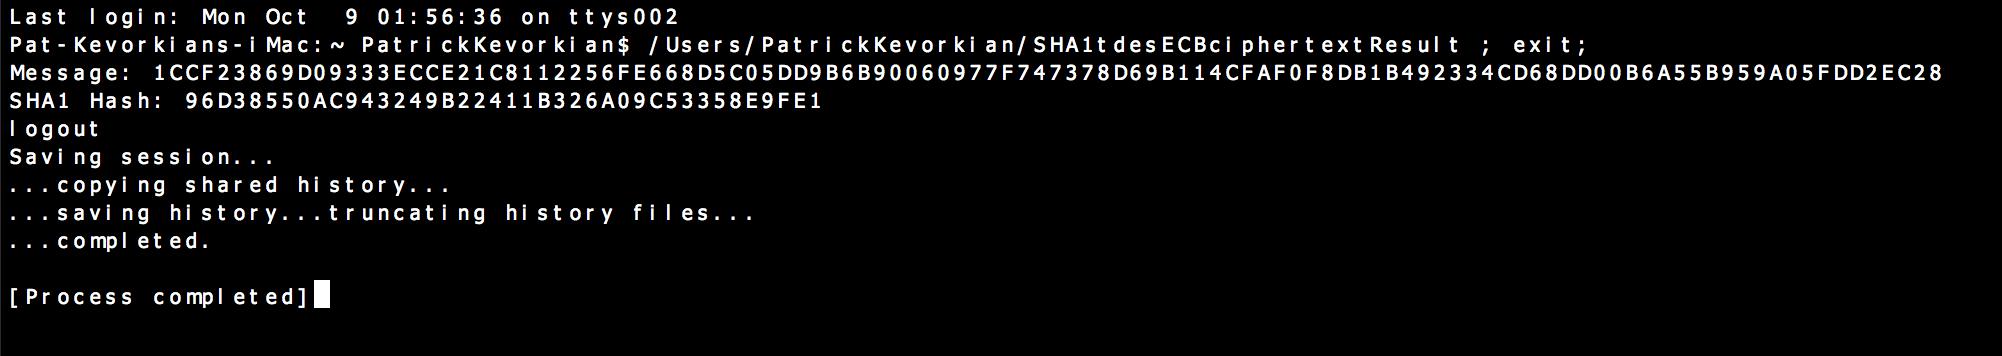 Last login: Mon Oct  9 01:56:36 on ttys002
Pat-Kevorkians-iMac:~ PatrickKevorkian$ /Users/PatrickKevorkian/SHA1tdesECBciphertextResult ; exit;
Message: 1CCF23869D09333ECCE21C8112256FE668D5C05DD9B6B90060977F747378D69B114CFAF0F8DB1B492334CD68DD00B6A55B959A05FDD2EC28
SHA1 Hash: 96D38550AC943249B22411B326A09C53358E9FE1
logout
Saving session...
...copying shared history...
...saving history...truncating history files...
...completed.
[Process completed]